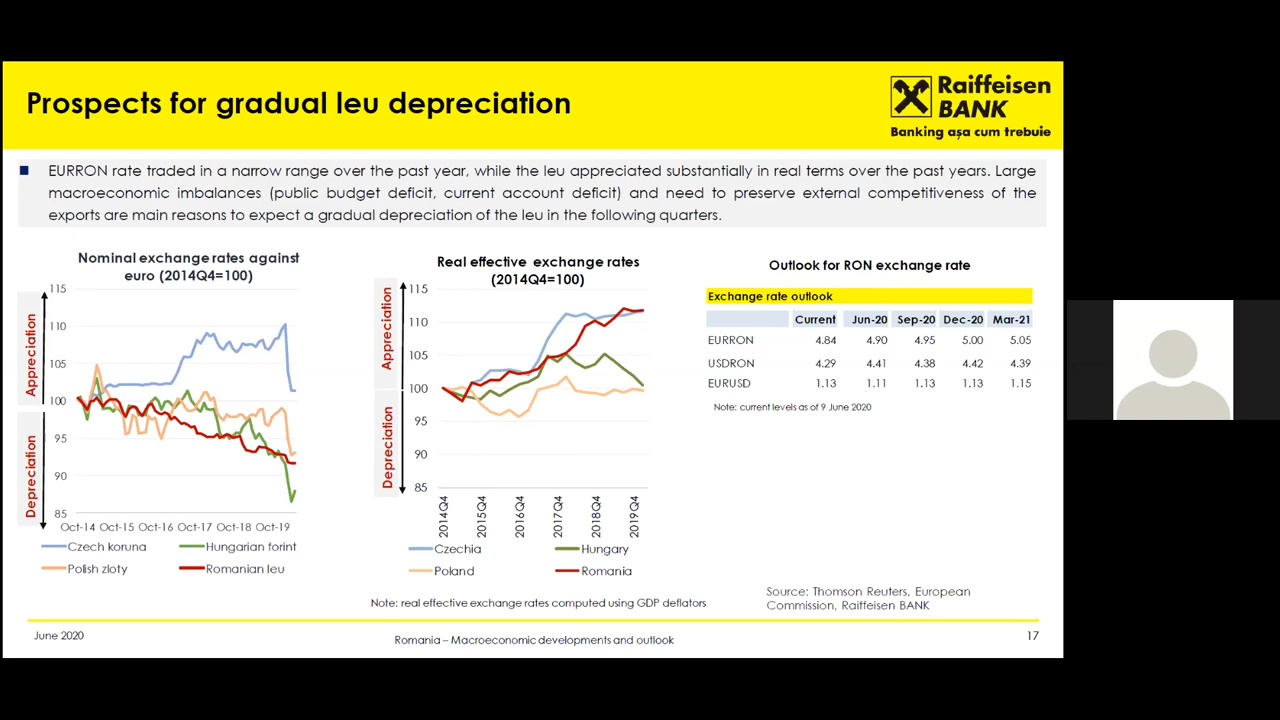 Prospects for gradual leu depreciation
Raiffeisen
BANK
Banking așa cum trebuie
EURRON rate traded in a narrow range over the past year, while the leu appreciated substantially in real terms over the past years. Large
macroeconomic imbalances (public budget deficit, current account deficit) and need to preserve external competitiveness of the
exports are main reasons to expect a gradual depreciation of the leu in the following quarters.
Nominal exchange rates against
euro (2014Q4=100)
Appreciation
Depreciation
115
110
105
100
95
90
85
Oct-14 Oct-15 Oct-16 Oct-17 Oct-18 Oct-19
Czech koruna Hungarian forint
Polish zloty Romanian leu
Real effective exchange rates
(2014Q4=100)
Appreciation
Depreciation
115
110
105
100
95
90
85
2014Q4 2015Q4 2016Q4 2017Q4 2018Q4 2019Q4
Czechia Hungary
Poland Romania
Note: real effective exchange rates computed using GDP deflators
Outlook for RON exchange rate
Exchange rate outlook
Current Jun-20 Sep-20 Dec-20 Mar-21
EURRON 4.84 4.90 4.95 5.00 5.05
USDRON 4.29 4.41 4.38 4.42 4.39
EURUSD 1.13 1.11 1.13 1.13 1.15
Note: current levels as of 9 June 2020
Source: Thomson Reuters, European
Commission, Raiffeisen BANK
June 2020
Romania – Macroeconomic developments and outlook
17